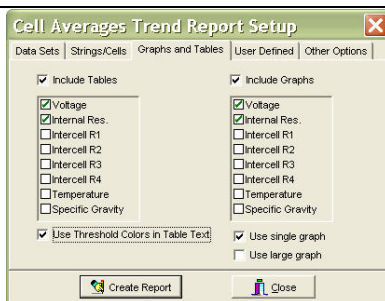 Cell Averages Trend Report Setup
Data Sets Strings/Cells Graphs and Tables User Defined Other Options
Include Tables Include Graphs
Voltage Voltage
Internal Res. Internal Res.
Intercell R1 Intercell R1
Intercell R2 Intercell R2
Intercell R3 Intercell R3
Intercell R4 Intercell R4
Temperature Temperature
Specific Gravity Specific Gravity
Use Threshold Colors in Table Text Use single graph
Use large graph
Create Report Close